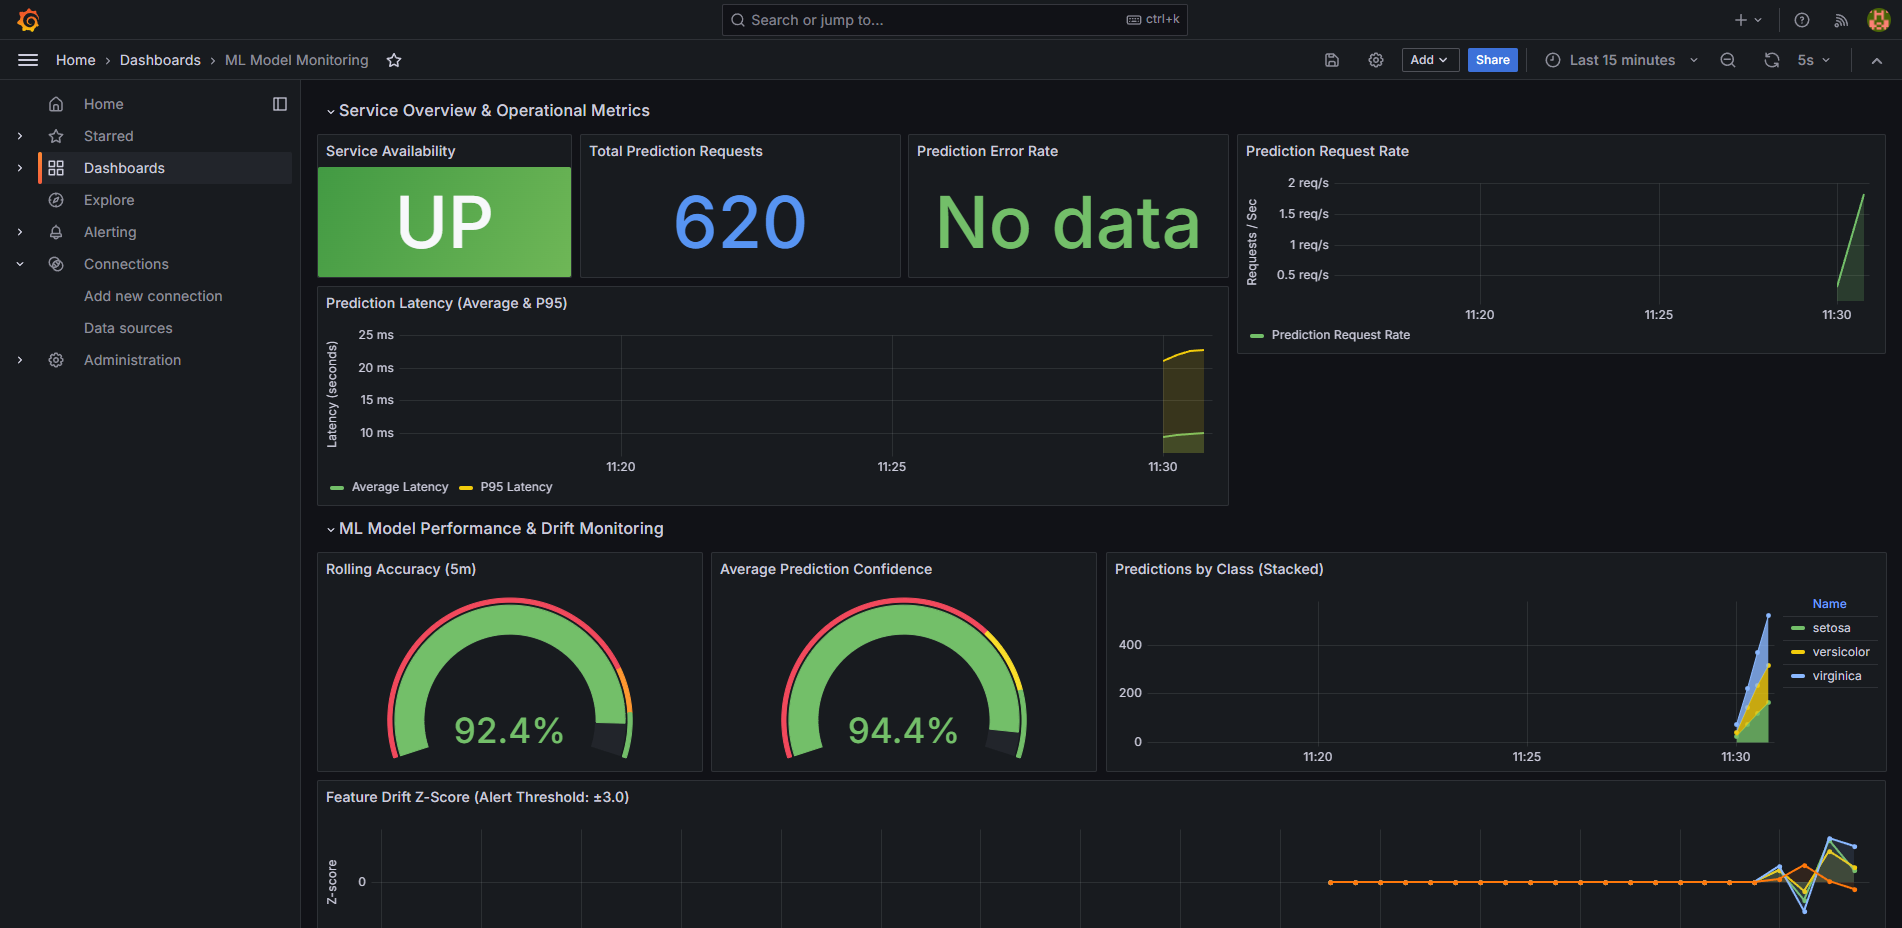 Search or jump to...
ctrl+k
Home › Dashboards › ML Model Monitoring
Add
Share
Last 15 minutes
5s
Home
Starred
Dashboards
Explore
Alerting
Connections
Add new connection
Data sources
Administration
Service Overview & Operational Metrics
Service Availability
UP
Total Prediction Requests
620
Prediction Error Rate
No data
Prediction Request Rate
Requests / Sec
2 req/s
1.5 req/s
1 req/s
0.5 req/s
11:20
11:25
11:30
Prediction Request Rate
Prediction Latency (Average & P95)
Latency (seconds)
25 ms
20 ms
15 ms
10 ms
11:20
11:25
11:30
Average Latency
P95 Latency
ML Model Performance & Drift Monitoring
Rolling Accuracy (5m)
92.4%
Average Prediction Confidence
94.4%
Predictions by Class (Stacked)
400
200
0
11:20
11:25
11:30
Name
setosa
versicolor
virginica
Feature Drift Z-Score (Alert Threshold: ±3.0)
Z-score
0